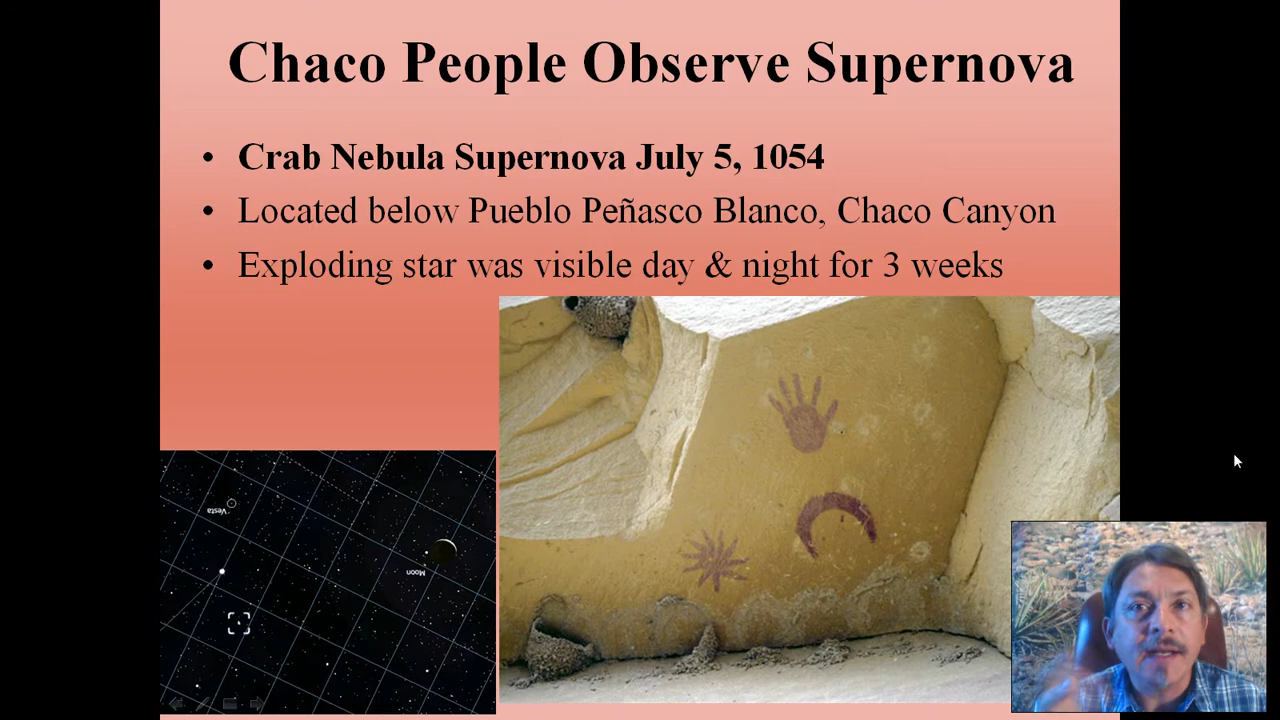 Chaco People Observe Supernova
• Crab Nebula Supernova July 5, 1054
• Located below Pueblo Peñasco Blanco, Chaco Canyon
• Exploding star was visible day & night for 3 weeks
Vesta
Moon